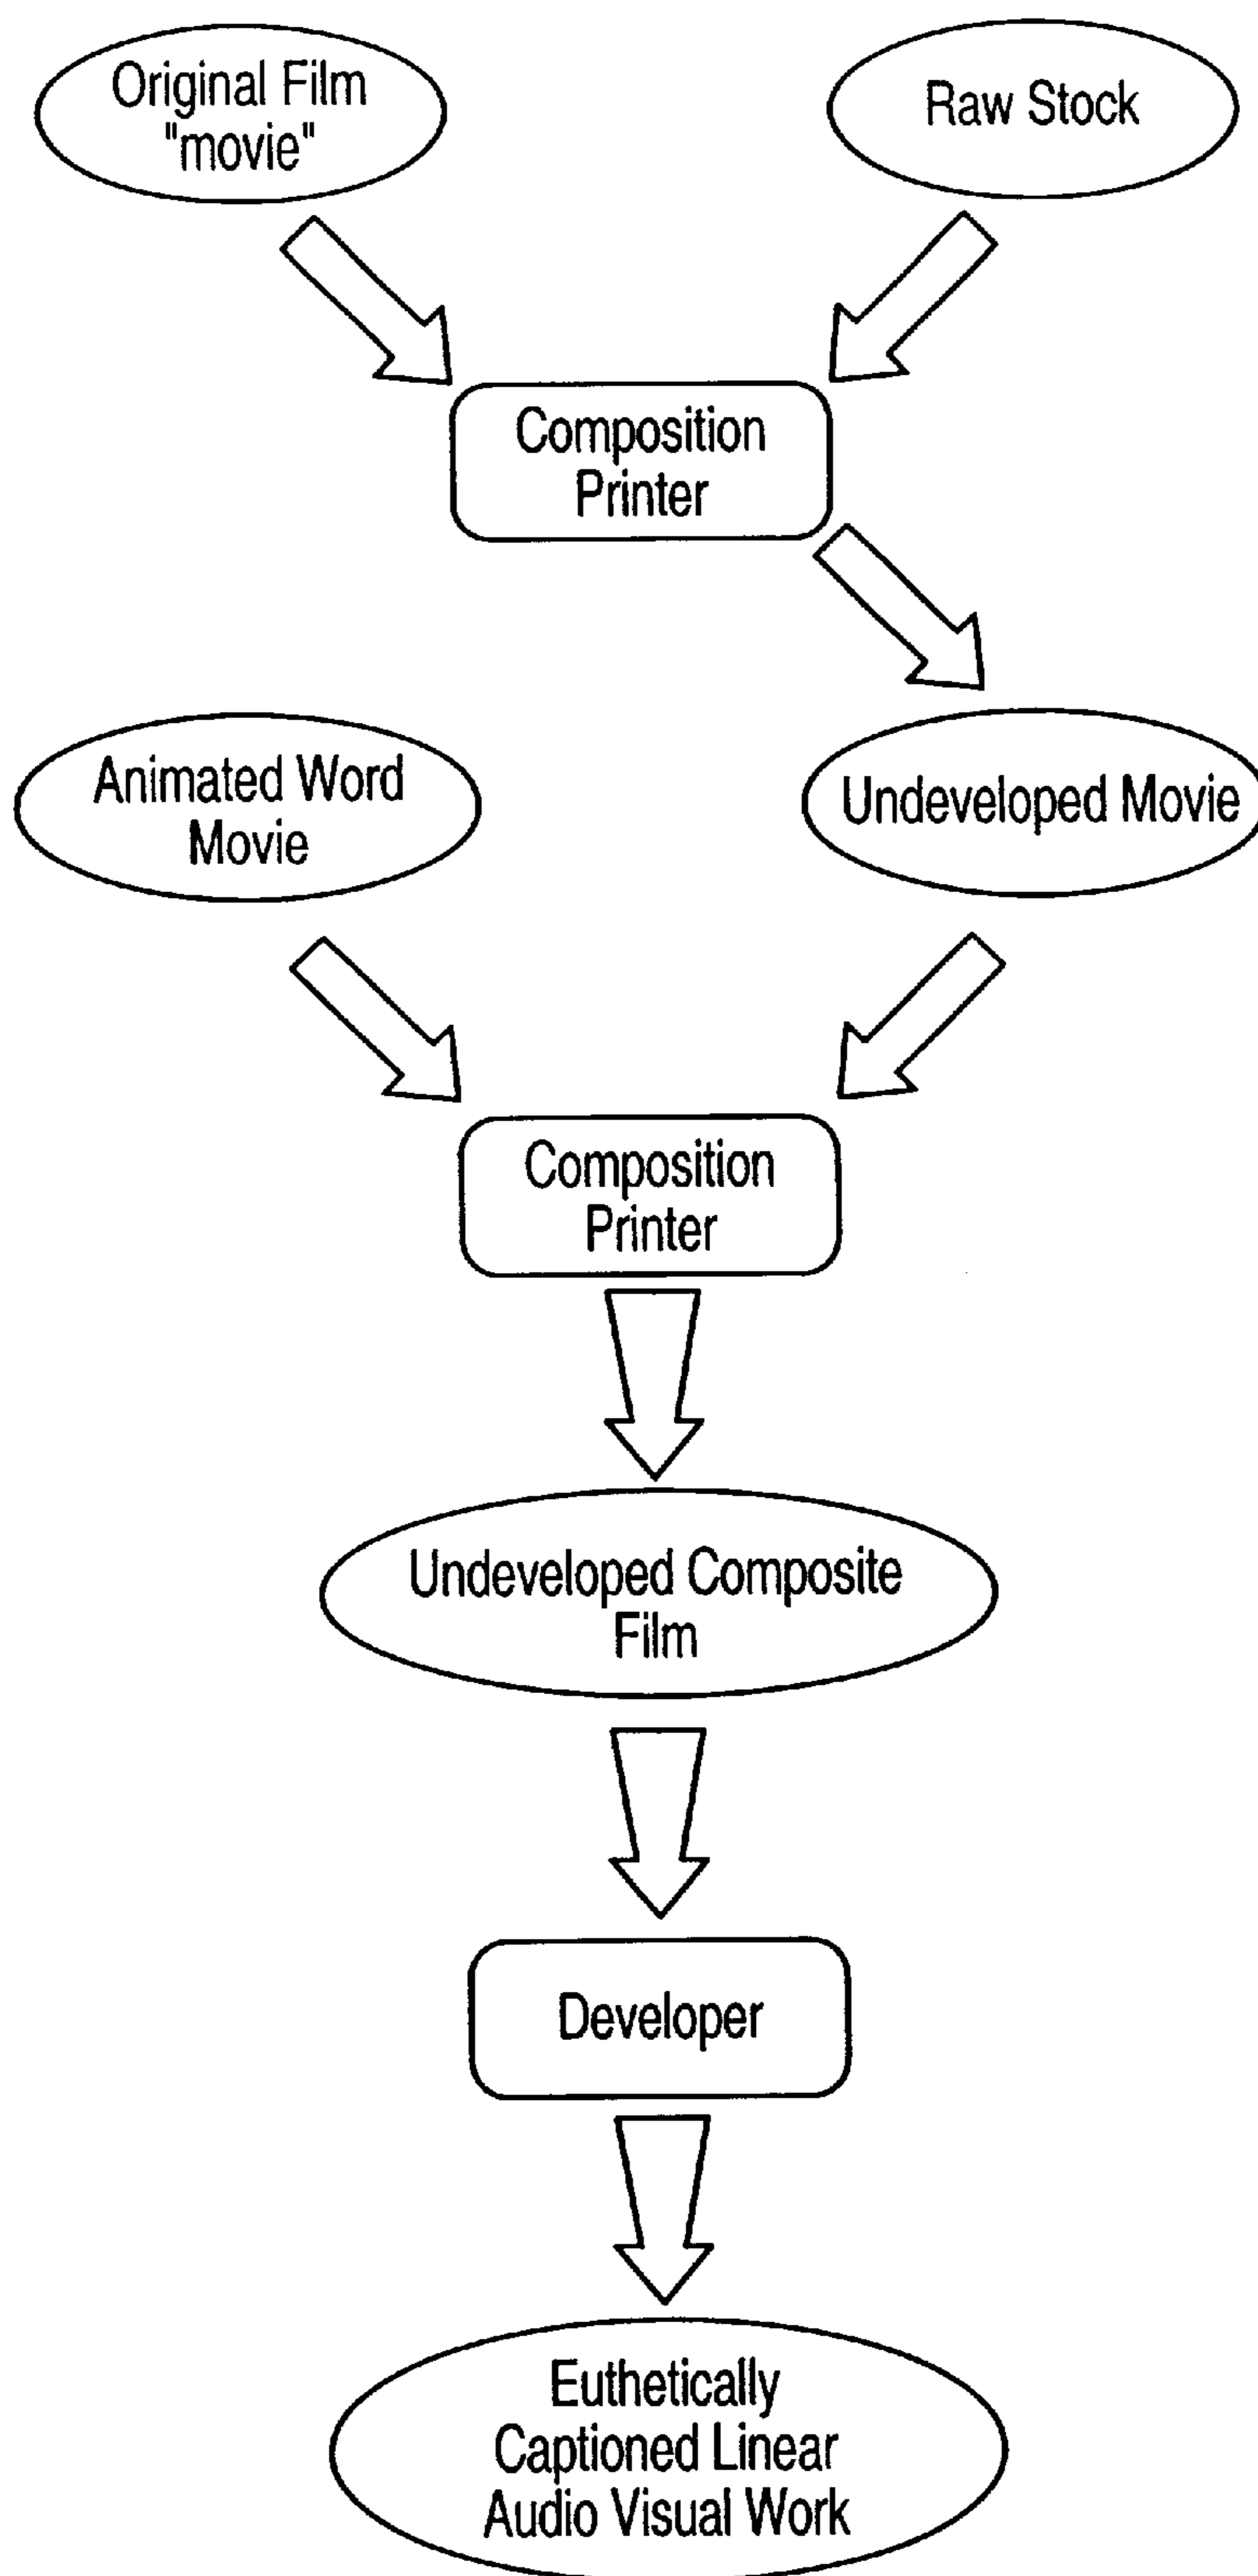 Original Film
"movie"
Raw Stock
Composition
Printer
Animated Word
Movie
Undeveloped Movie
Composition
Printer
Undeveloped Composite
Film
Developer
Euthetically
Captioned Linear
Audio Visual Work